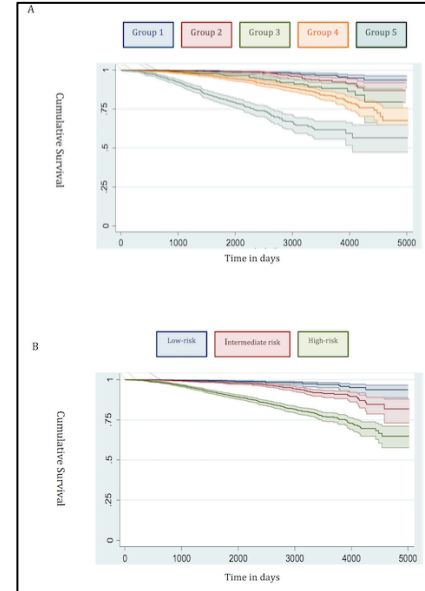 A
Group 1 Group 2 Group 3 Group 4 Group 5
Cumulative Survival
1
.75
.5
.25
0
0 1000 2000 3000 4000 5000
Time in days
B
Low-risk İntermediate risk High-risk
Cumulative Survival
1
.75
.5
.25
0
0 1000 2000 3000 4000 5000
Time in days